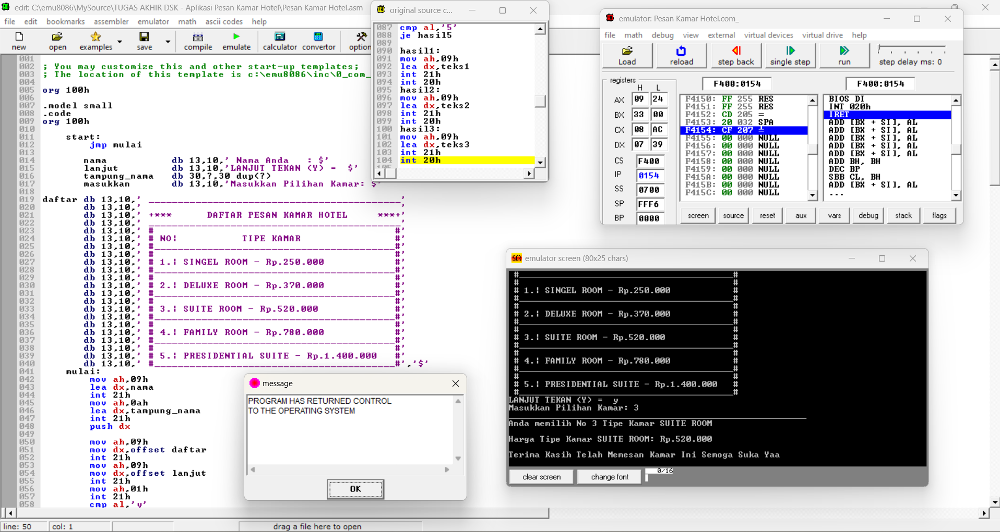 edit: C:\emu8086\MySource\TUGAS AKHIR DSK - Aplikasi Pesan Kamar Hotel\Pesan Kamar Hotel.asm
file edit bookmarks assembler emulator math ascii codes help
new open examples save compile emulate calculator convertor option
001
002 ; You may customize this and other start-up templates;
003 ; The location of this template is c:\emu8086\inc\0_com_
004
005 org 100h
006
007 .model small
008 .code
009 org 100h
010
011 start:
012 jmp mulai
013
014 nama db 13,10,' Nama Anda : $'
015 lanjut db 13,10,'LANJUT TEKAN (Y) = $'
016 tampung_nama db 30,?,30 dup(?)
017 masukkan db 13,10,'Masukkan Pilihan Kamar: $'
018
019 daftar db 13,10,' ___________________________________________'
020 db 13,10,'
021 db 13,10,' +**** DAFTAR PESAN KAMAR HOTEL ****+'
022 db 13,10,' ___________________________________________'
023 db 13,10,' # #'
024 db 13,10,' # NO¦ TIPE KAMAR #'
025 db 13,10,' #_________________________________________#'
026 db 13,10,' # #'
027 db 13,10,' # 1.¦ SINGEL ROOM - Rp.250.000 #'
028 db 13,10,' #_________________________________________#'
029 db 13,10,' # #'
030 db 13,10,' # 2.¦ DELUXE ROOM - Rp.370.000 #'
031 db 13,10,' #_________________________________________#'
032 db 13,10,' # #'
033 db 13,10,' # 3.¦ SUITE ROOM - Rp.520.000 #'
034 db 13,10,' #_________________________________________#'
035 db 13,10,' # #'
036 db 13,10,' # 4.¦ FAMILY ROOM - Rp.780.000 #'
037 db 13,10,' #_________________________________________#'
038 db 13,10,' # #'
039 db 13,10,' # 5.¦ PRESIDENTIAL SUITE - Rp.1.400.000 #'
040 db 13,10,' #_________________________________________#','$'
041 mulai:
042 mov ah,09h
043 lea dx,nama
044 int 21h
045 mov ah,0ah
046 lea dx,tampung_nama
047 int 21h
048 push dx
049
050 mov ah,09h
051 mov dx,offset daftar
052 int 21h
053 mov ah,09h
054 mov dx,offset lanjut
055 int 21h
056 mov ah,01h
057 int 21h
058 cmp al,'y'
line: 50 col: 1 drag a file here to open
original source c...
087 cmp al,'5'
088 je hasil5
089
090 hasil1:
091 mov ah,09h
092 lea dx,teks1
093 int 21h
094 int 20h
095 hasil2:
096 mov ah,09h
097 lea dx,teks2
098 int 21h
099 int 20h
100 hasil3:
101 mov ah,09h
102 lea dx,teks3
103 int 21h
104 int 20h
105
emulator: Pesan Kamar Hotel.com_
file math debug view external virtual devices virtual drive help
Load reload step back single step run step delay ms: 0
registers F400:0154 F400:0154
H L
AX 09 24
BX 33 00
CX 08 AC
DX 07 39
CS F400
IP 0154
SS 0700
SP FFF6
BP 0000
F4150: FF 255 RES
F4151: FF 255 RES
F4152: CD 205 =
F4153: 20 032 SPA
F4154: CF 207 ╧
F4155: 00 000 NULL
F4156: 00 000 NULL
F4157: 00 000 NULL
F4158: 00 000 NULL
F4159: 00 000 NULL
F415A: 00 000 NULL
F415B: 00 000 NULL
F415C: 00 000 NULL
BIOS DI
INT 020h
IRET
ADD [BX + SI], AL
ADD [BX + SI], AL
ADD [BX + SI], AL
ADD [BX + SI], AL
ADD [BX + SI], AL
ADD BH, BH
DEC BP
SBB CL, BH
ADD [BX + SI], AL
...
screen source reset aux vars debug stack flags
message
PROGRAM HAS RETURNED CONTROL
TO THE OPERATING SYSTEM
OK
SCR emulator screen (80x25 chars)
#_________________________________________#
# #
# 1.¦ SINGEL ROOM - Rp.250.000 #
#_________________________________________#
# #
# 2.¦ DELUXE ROOM - Rp.370.000 #
#_________________________________________#
# #
# 3.¦ SUITE ROOM - Rp.520.000 #
#_________________________________________#
# #
# 4.¦ FAMILY ROOM - Rp.780.000 #
#_________________________________________#
# #
# 5.¦ PRESIDENTIAL SUITE - Rp.1.400.000 #
#_________________________________________#
LANJUT TEKAN (Y) = y
Masukkan Pilihan Kamar: 3
_________________________________________________________
Anda memilih No 3 Tipe Kamar SUITE ROOM
Harga Tipe Kamar SUITE ROOM: Rp.520.000
Terima Kasih Telah Memesan Kamar Ini Semoga Suka Yaa
clear screen change font 0/16